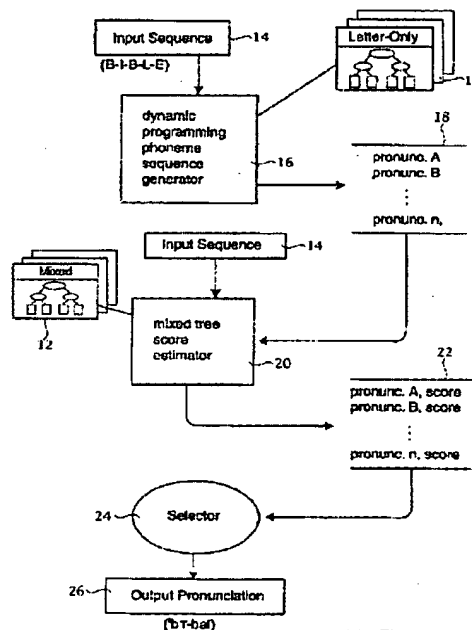 Input Sequence
14
(B-I-B-L-E)
Letter-Only
1
dynamic
programming
phoneme
sequence
generator
16
18
pronunc. A
pronunc. B
⋮
pronunc. n,
Input Sequence
14
Mixed
12
mixed tree
score
estimator
20
22
pronunc. A, score
pronunc. B, score
⋮
pronunc. n, score
24
Selector
26
Output Pronunciation